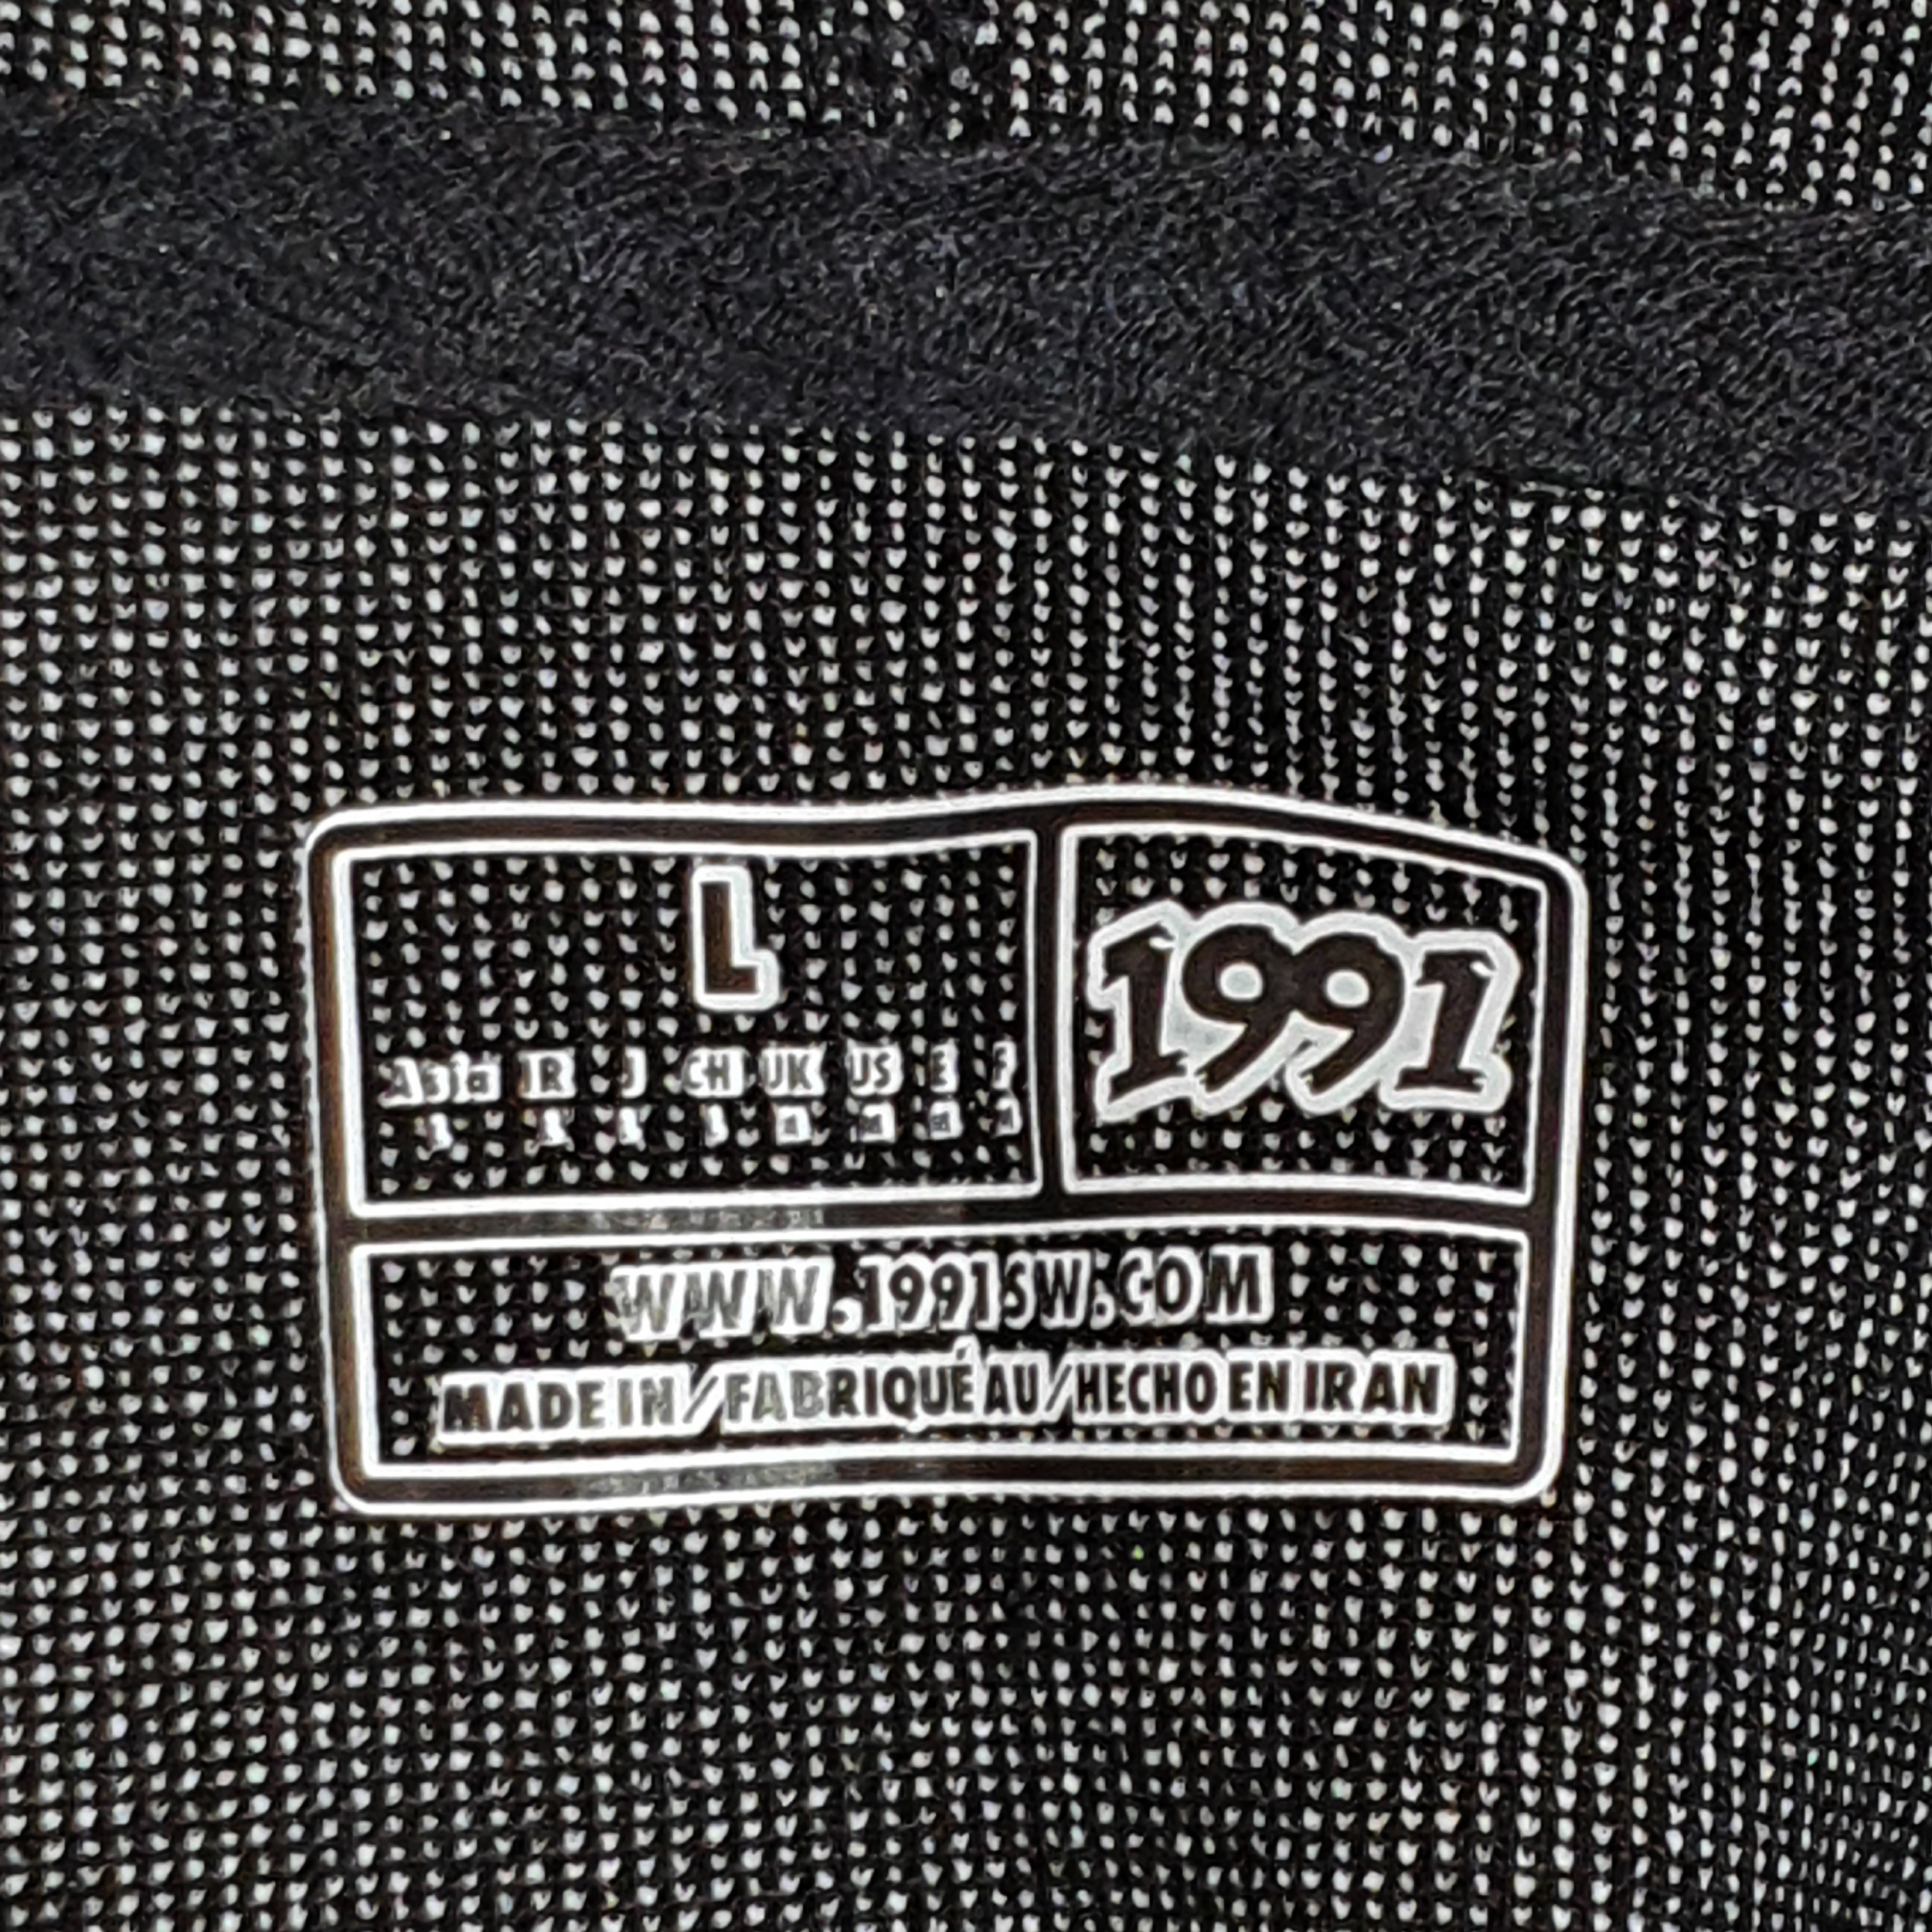 L
1991
Asia IR J CH UK US E F
WWW.1991SW.COM
MADE IN/FABRIQUÉ AU/HECHO EN IRAN